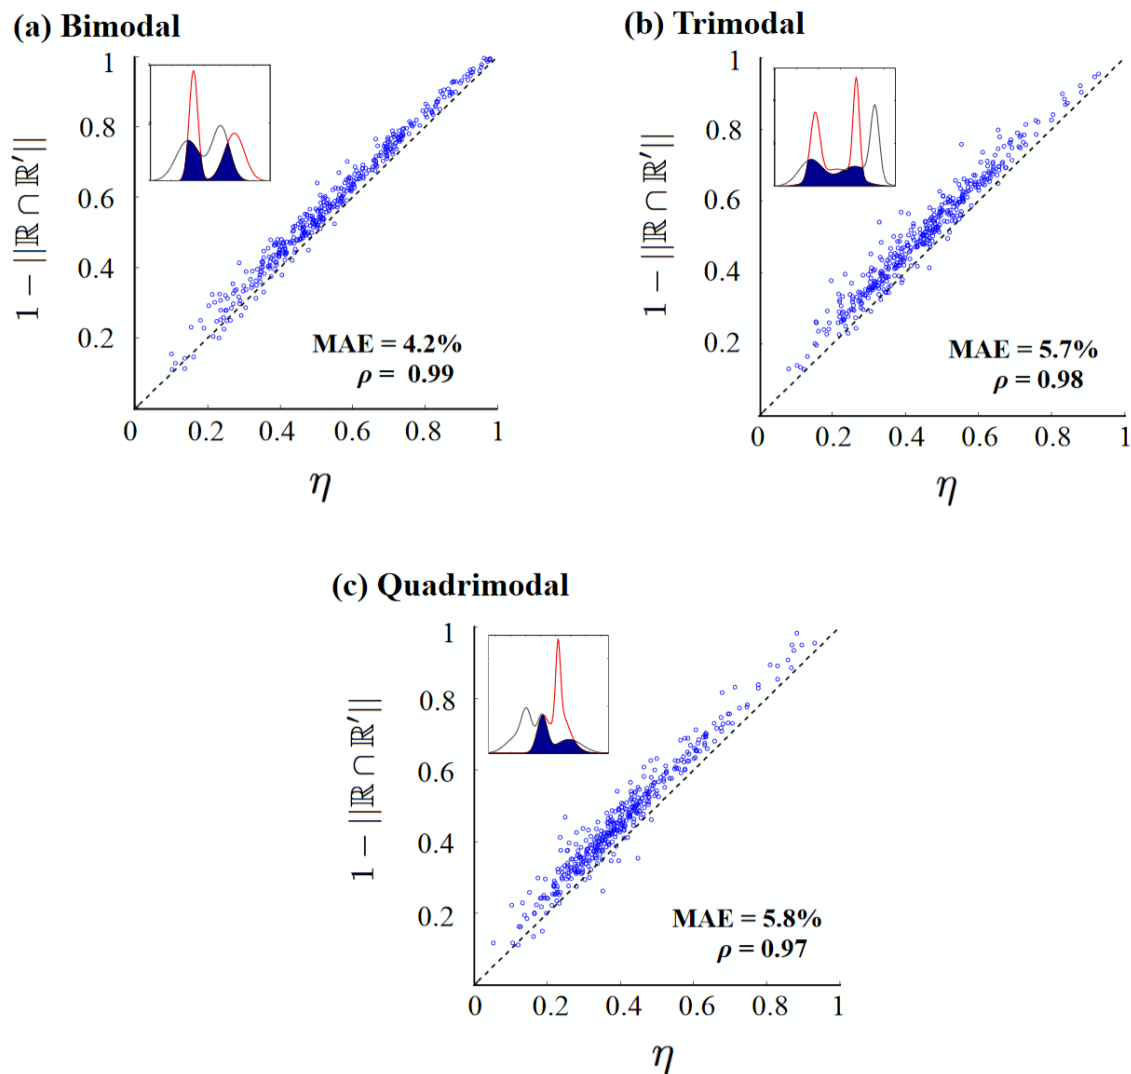 (a) Bimodal
1 − ||ℝ ∩ ℝ′||
1
0.8
0.6
0.4
0.2
MAE = 4.2%
ρ = 0.99
0 0.2 0.4 0.6 0.8 1
η
(b) Trimodal
1 − ||ℝ ∩ ℝ′||
1
0.8
0.6
0.4
0.2
MAE = 5.7%
ρ = 0.98
0 0.2 0.4 0.6 0.8 1
η
(c) Quadrimodal
1 − ||ℝ ∩ ℝ′||
1
0.8
0.6
0.4
0.2
MAE = 5.8%
ρ = 0.97
0 0.2 0.4 0.6 0.8 1
η